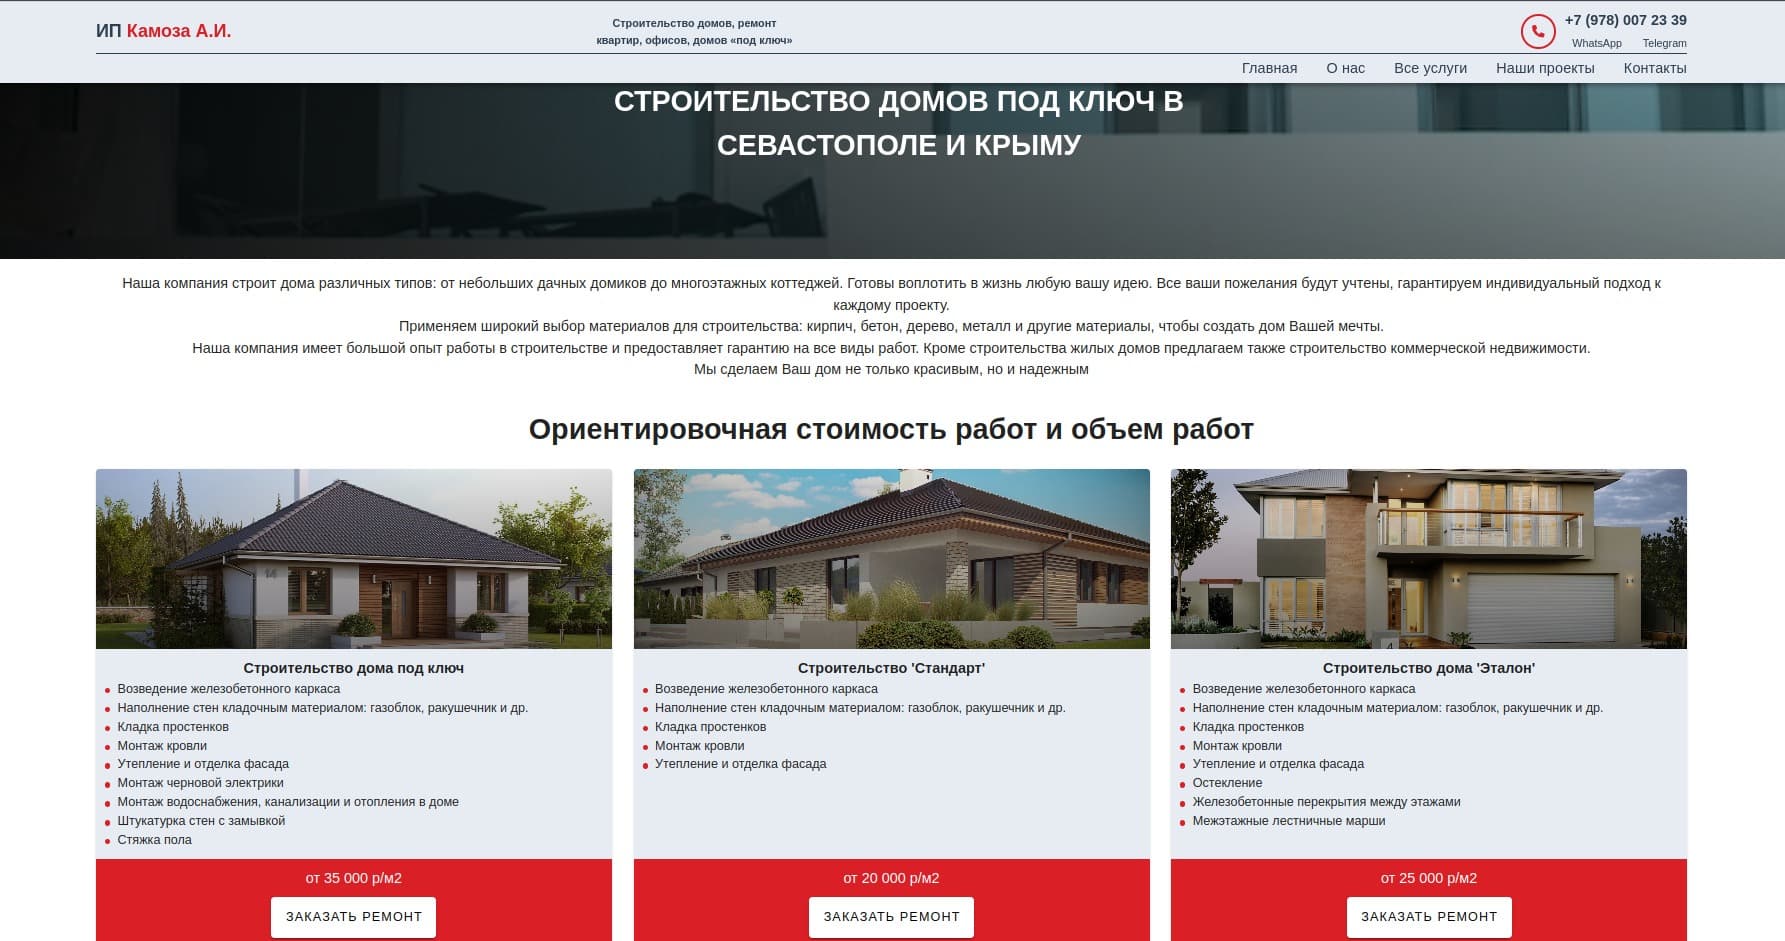 ИП Камоза А.И.
Строительство домов, ремонт
квартир, офисов, домов «под ключ»
+7 (978) 007 23 39
WhatsApp Telegram
Главная О нас Все услуги Наши проекты Контакты
СТРОИТЕЛЬСТВО ДОМОВ ПОД КЛЮЧ В
СЕВАСТОПОЛЕ И КРЫМУ
Наша компания строит дома различных типов: от небольших дачных домиков до многоэтажных коттеджей. Готовы воплотить в жизнь любую вашу идею. Все ваши пожелания будут учтены, гарантируем индивидуальный подход к
каждому проекту.
Применяем широкий выбор материалов для строительства: кирпич, бетон, дерево, металл и другие материалы, чтобы создать дом Вашей мечты.
Наша компания имеет большой опыт работы в строительстве и предоставляет гарантию на все виды работ. Кроме строительства жилых домов предлагаем также строительство коммерческой недвижимости.
Мы сделаем Ваш дом не только красивым, но и надежным
Ориентировочная стоимость работ и объем работ
14
4
Строительство дома под ключ
Возведение железобетонного каркаса
Наполнение стен кладочным материалом: газоблок, ракушечник и др.
Кладка простенков
Монтаж кровли
Утепление и отделка фасада
Монтаж черновой электрики
Монтаж водоснабжения, канализации и отопления в доме
Штукатурка стен с замывкой
Стяжка пола
от 35 000 р/м2
ЗАКАЗАТЬ РЕМОНТ
Строительство 'Стандарт'
Возведение железобетонного каркаса
Наполнение стен кладочным материалом: газоблок, ракушечник и др.
Кладка простенков
Монтаж кровли
Утепление и отделка фасада
от 20 000 р/м2
ЗАКАЗАТЬ РЕМОНТ
Строительство дома 'Эталон'
Возведение железобетонного каркаса
Наполнение стен кладочным материалом: газоблок, ракушечник и др.
Кладка простенков
Монтаж кровли
Утепление и отделка фасада
Остекление
Железобетонные перекрытия между этажами
Межэтажные лестничные марши
от 25 000 р/м2
ЗАКАЗАТЬ РЕМОНТ